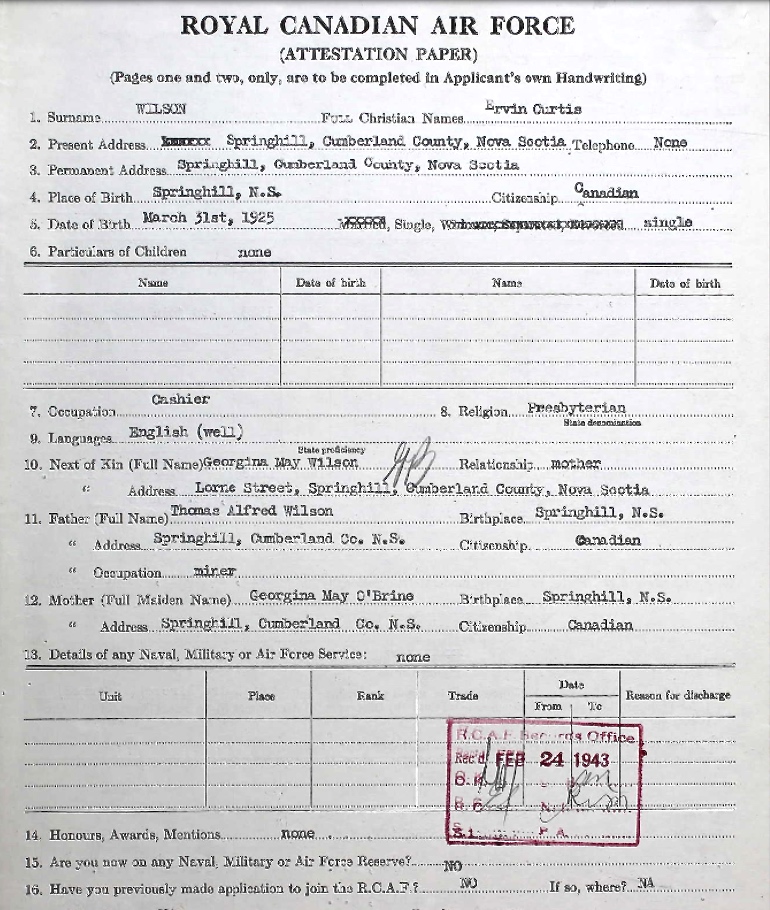 ROYAL CANADIAN AIR FORCE
(ATTESTATION PAPER)
(Pages one and two, only, are to be completed in Applicant's own Handwriting)
1. Surname WILSON Full Christian Names Ervin Curtis
2. Present Address Springhill, Cumberland County, Nova Scotia Telephone None
3. Permanent Address Springhill, Cumberland County, Nova Scotia
4. Place of Birth Springhill, N.S. Citizenship Canadian
5. Date of Birth March 31st, 1925 Married, Single, single
6. Particulars of Children none
Name Date of birth Name Date of birth
7. Occupation Cashier 8. Religion Presbyterian
State denomination
9. Languages English (well)
State proficiency
10. Next of Kin (Full Name) Georgina May Wilson Relationship mother
" Address Lorne Street, Springhill, Cumberland County, Nova Scotia
11. Father (Full Name) Thomas Alfred Wilson Birthplace Springhill, N.S.
" Address Springhill, Cumberland Co. N.S. Citizenship Canadian
" Occupation miner
12. Mother (Full Maiden Name) Georgina May O'Brine Birthplace Springhill, N.S.
" Address Springhill, Cumberland Co. N.S. Citizenship Canadian
13. Details of any Naval, Military or Air Force Service: none
Unit Place Rank Trade Date Reason for discharge
From To
R.C.A.F. Records Office
Rec'd FEB 24 1943
S.1. P.A.
14. Honours, Awards, Mentions none
15. Are you now on any Naval, Military or Air Force Reserve? NO
16. Have you previously made application to join the R.C.A.F.? NO If so, where? NA